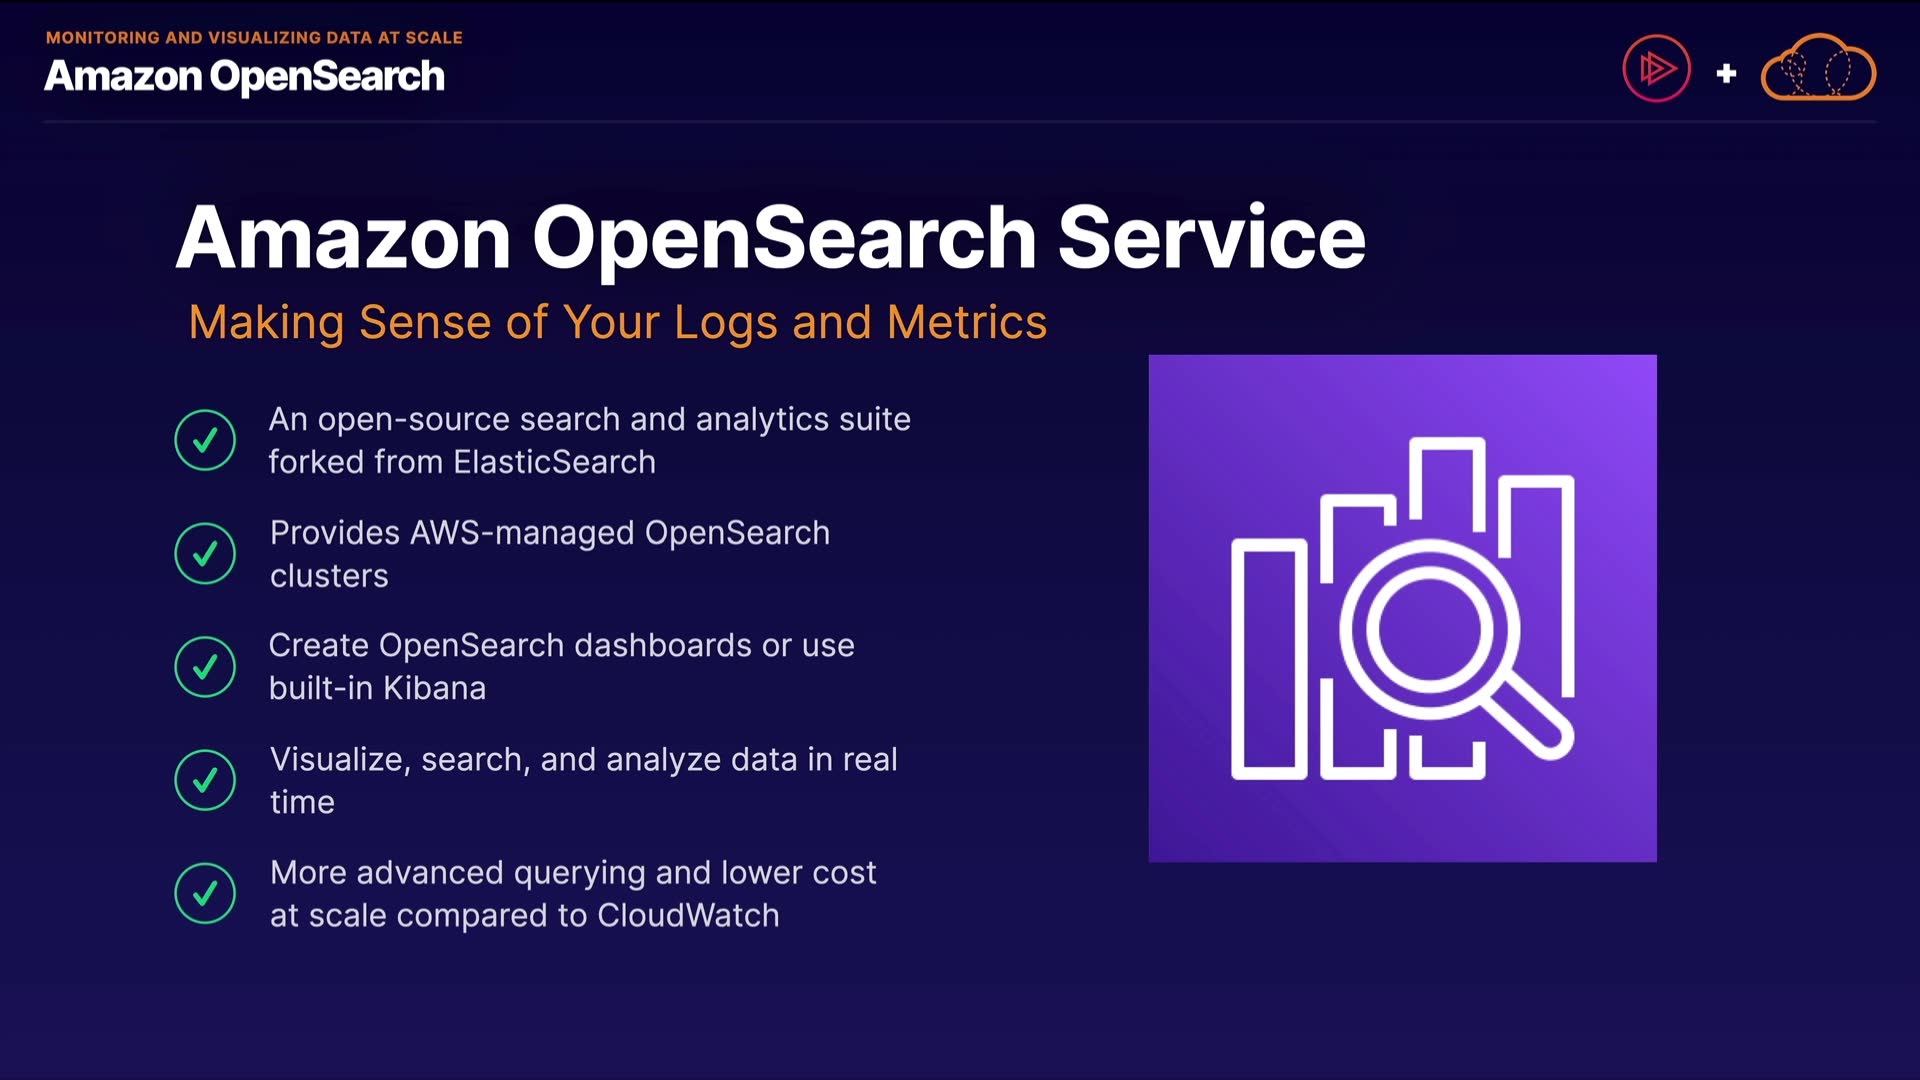 MONITORING AND VISUALIZING DATA AT SCALE
Amazon OpenSearch
Amazon OpenSearch Service
Making Sense of Your Logs and Metrics
An open-source search and analytics suite
forked from ElasticSearch
Provides AWS-managed OpenSearch
clusters
Create OpenSearch dashboards or use
built-in Kibana
Visualize, search, and analyze data in real
time
More advanced querying and lower cost
at scale compared to CloudWatch